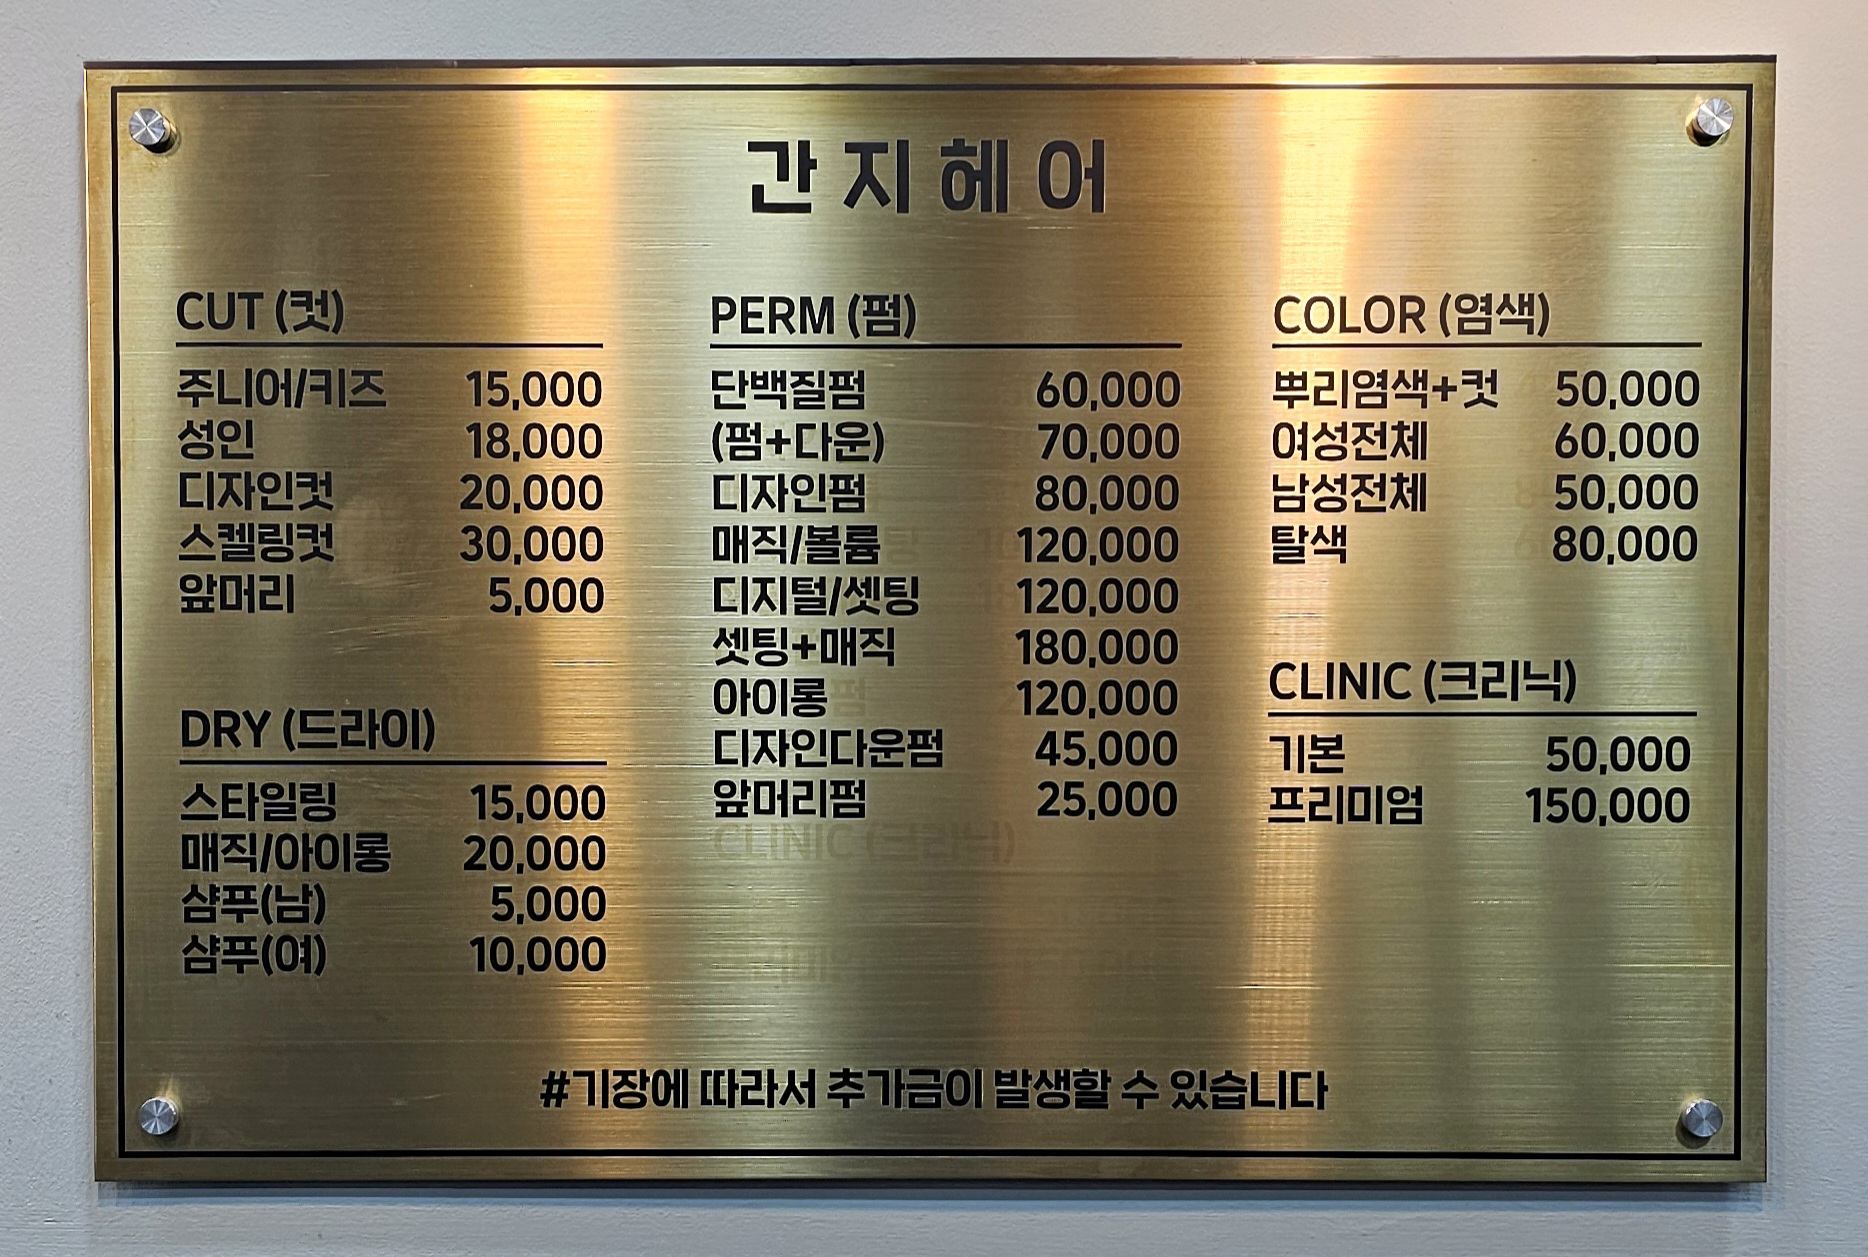 간지헤어
CUT (컷)
주니어/키즈 15,000
성인 18,000
디자인컷 20,000
스켈링컷 30,000
앞머리 5,000
DRY (드라이)
스타일링 15,000
매직/아이롱 20,000
샴푸(남) 5,000
샴푸(여) 10,000
PERM (펌)
단백질펌 60,000
(펌+다운) 70,000
디자인펌 80,000
매직/볼륨 120,000
디지털/셋팅 120,000
셋팅+매직 180,000
아이롱 120,000
디자인다운펌 45,000
앞머리펌 25,000
CLINIC (크리닉)
COLOR (염색)
뿌리염색+컷 50,000
여성전체 60,000
남성전체 50,000
탈색 80,000
CLINIC (크리닉)
기본 50,000
프리미엄 150,000
#기장에 따라서 추가금이 발생할 수 있습니다